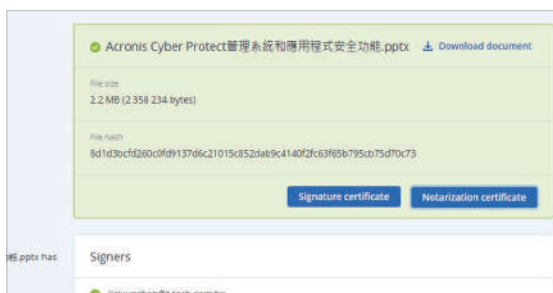 Acronis Cyber Protect管理系統和應用程式安全功能.pptx Download document
File size
2.2 MB (2 358 234 bytes)
File hash
8d1d3bcfd260c0fd9137d6c21015c852dab9c4140f2fc63f65b795cb75d70c73
Signature certificate Notarization certificate
.pptx has
Signers